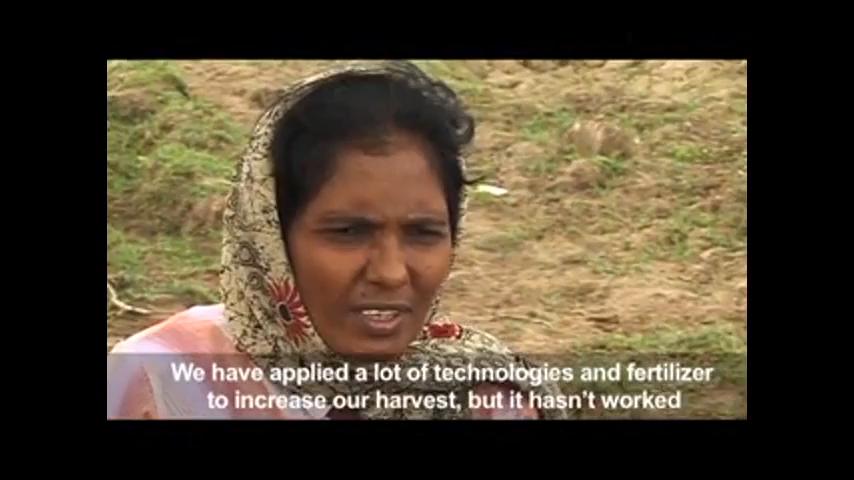 We have applied a lot of technologies and fertilizer
to increase our harvest, but it hasn't worked